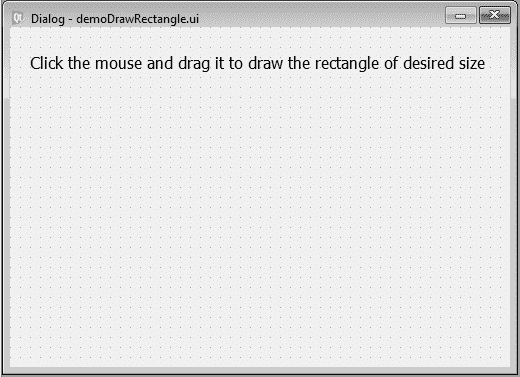 Dialog - demoDrawRectangle.ui
Click the mouse and drag it to draw the rectangle of desired size